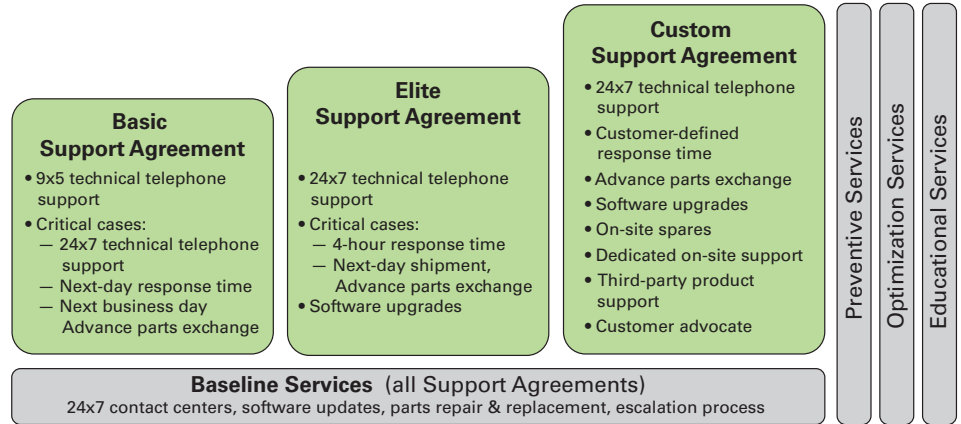 Basic
Support Agreement
• 9x5 technical telephone
support
• Critical cases:
— 24x7 technical telephone
support
— Next-day response time
— Next business day
Advance parts exchange
Elite
Support Agreement
• 24x7 technical telephone
support
• Critical cases:
— 4-hour response time
— Next-day shipment,
Advance parts exchange
• Software upgrades
Custom
Support Agreement
• 24x7 technical telephone
support
• Customer-defined
response time
• Advance parts exchange
• Software upgrades
• On-site spares
• Dedicated on-site support
• Third-party product
support
• Customer advocate
Preventive Services
Optimization Services
Educational Services
Baseline Services (all Support Agreements)
24x7 contact centers, software updates, parts repair & replacement, escalation process